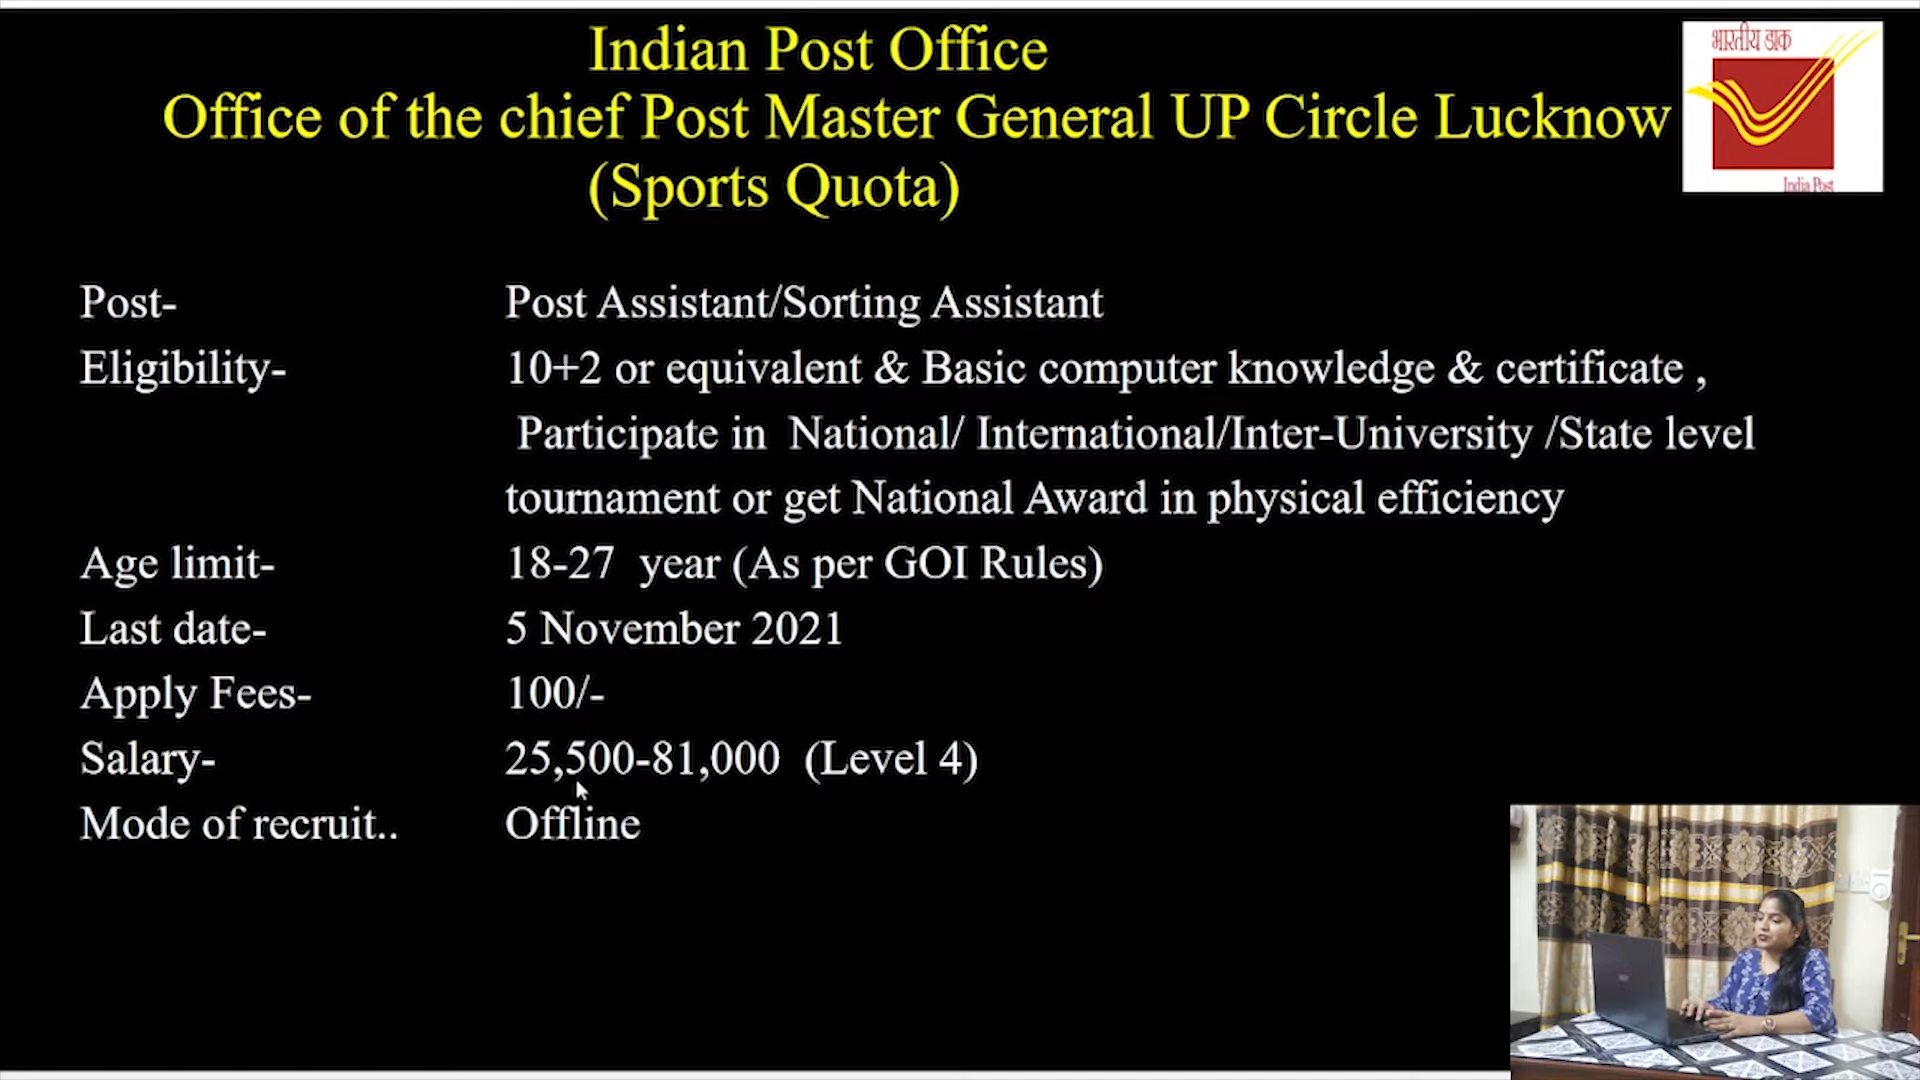 Indian Post Office
Office of the chief Post Master General UP Circle Lucknow
(Sports Quota)
भारतीय डाक
India Post
Post- Post Assistant/Sorting Assistant
Eligibility- 10+2 or equivalent & Basic computer knowledge & certificate ,
Participate in National/ International/Inter-University /State level
tournament or get National Award in physical efficiency
Age limit- 18-27 year (As per GOI Rules)
Last date- 5 November 2021
Apply Fees- 100/-
Salary- 25,500-81,000 (Level 4)
Mode of recruit.. Offline